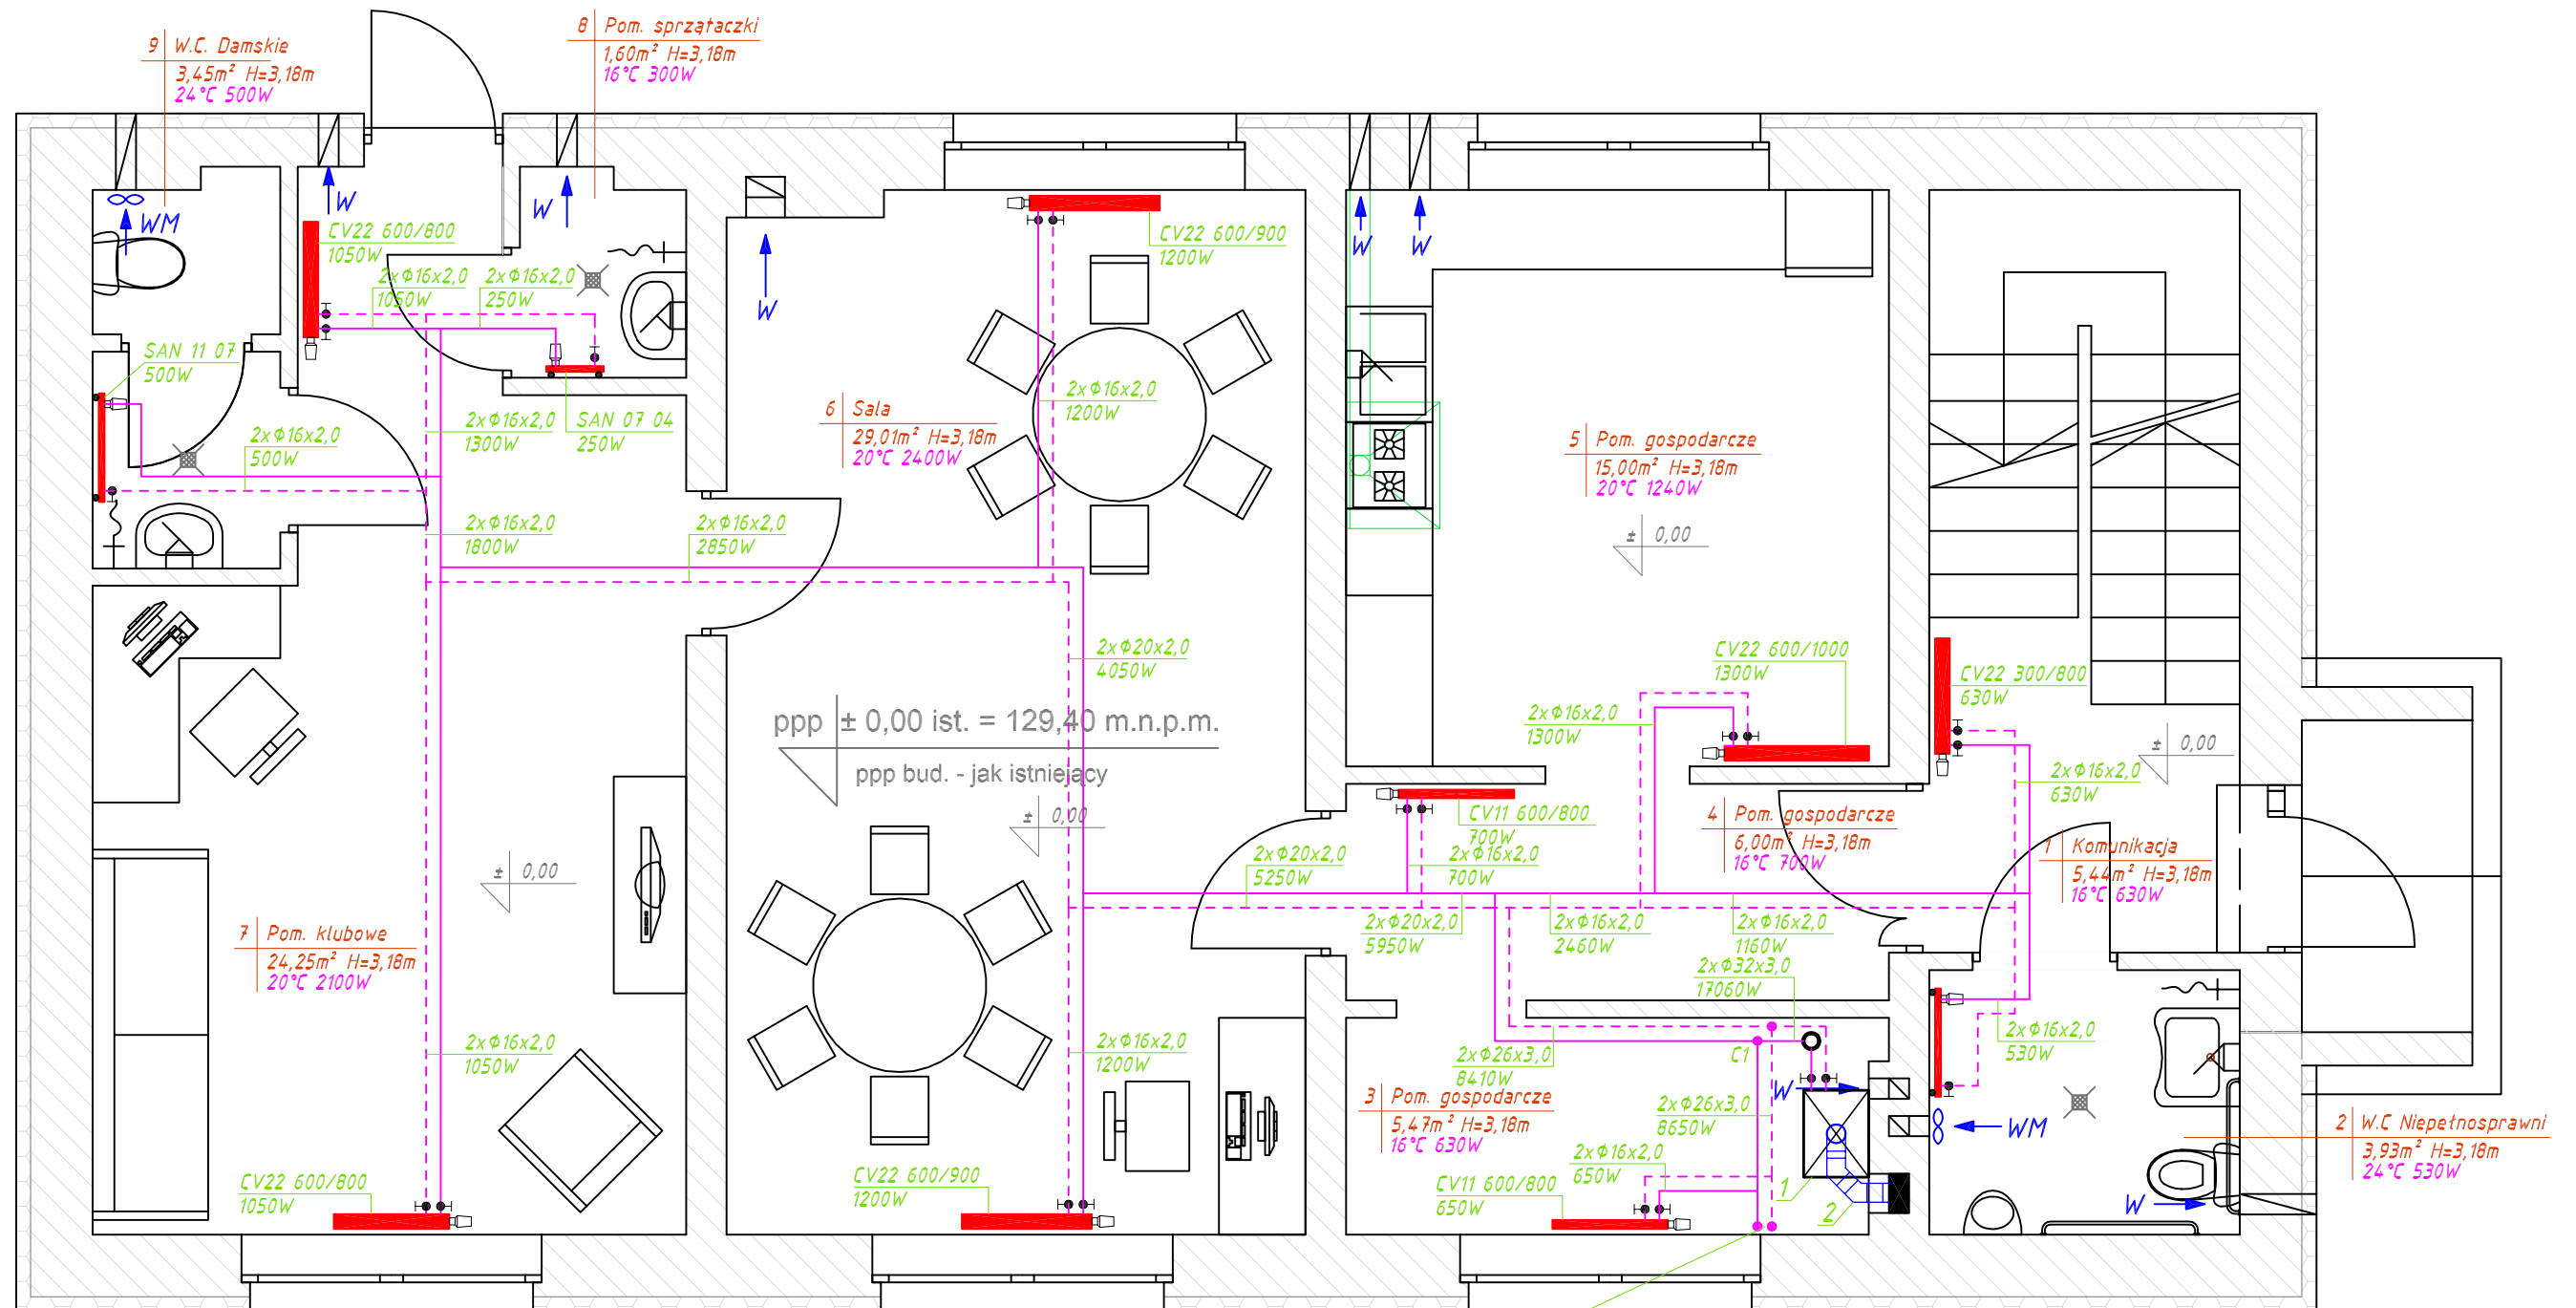 9 W.C. Damskie
3,45m² H=3,18m
24°C 500W
8 Pom. sprzątaczki
1,60m² H=3,18m
16°C 300W
WM
W
W
W
W
W
CV22 600/800
1050W
2xΦ16x2,0
1050W
2xΦ16x2,0
250W
CV22 600/900
1200W
SAN 11 07
500W
2xΦ16x2,0
500W
2xΦ16x2,0
1300W
SAN 07 04
250W
2xΦ16x2,0
1200W
6 Sala
29,01m² H=3,18m
20°C 2400W
5 Pom. gospodarcze
15,00m² H=3,18m
20°C 1240W
± 0,00
2xΦ16x2,0
1800W
2xΦ16x2,0
2850W
2xΦ20x2,0
4050W
CV22 600/1000
1300W
CV22 300/800
630W
ppp ± 0,00 ist. = 129,40 m.n.p.m.
ppp bud. - jak istniejący
± 0,00
2xΦ16x2,0
1300W
± 0,00
2xΦ16x2,0
630W
CV11 600/800
700W
4 Pom. gospodarcze
6,00m² H=3,18m
16°C 700W
2xΦ20x2,0
5250W
2xΦ16x2,0
700W
1 Komunikacja
5,44m² H=3,18m
16°C 630W
± 0,00
7 Pom. klubowe
24,25m² H=3,18m
20°C 2100W
2xΦ20x2,0
5950W
2xΦ16x2,0
2460W
2xΦ16x2,0
1160W
2xΦ32x3,0
17060W
2xΦ16x2,0
1050W
2xΦ16x2,0
1200W
2xΦ26x3,0
8410W
C1
2xΦ16x2,0
530W
W
3 Pom. gospodarcze
5,47m² H=3,18m
16°C 630W
2xΦ26x3,0
8650W
WM
2 W.C Niepełnosprawni
3,93m² H=3,18m
24°C 530W
2xΦ16x2,0
650W
CV22 600/800
1050W
CV22 600/900
1200W
CV11 600/800
650W
1
2
W